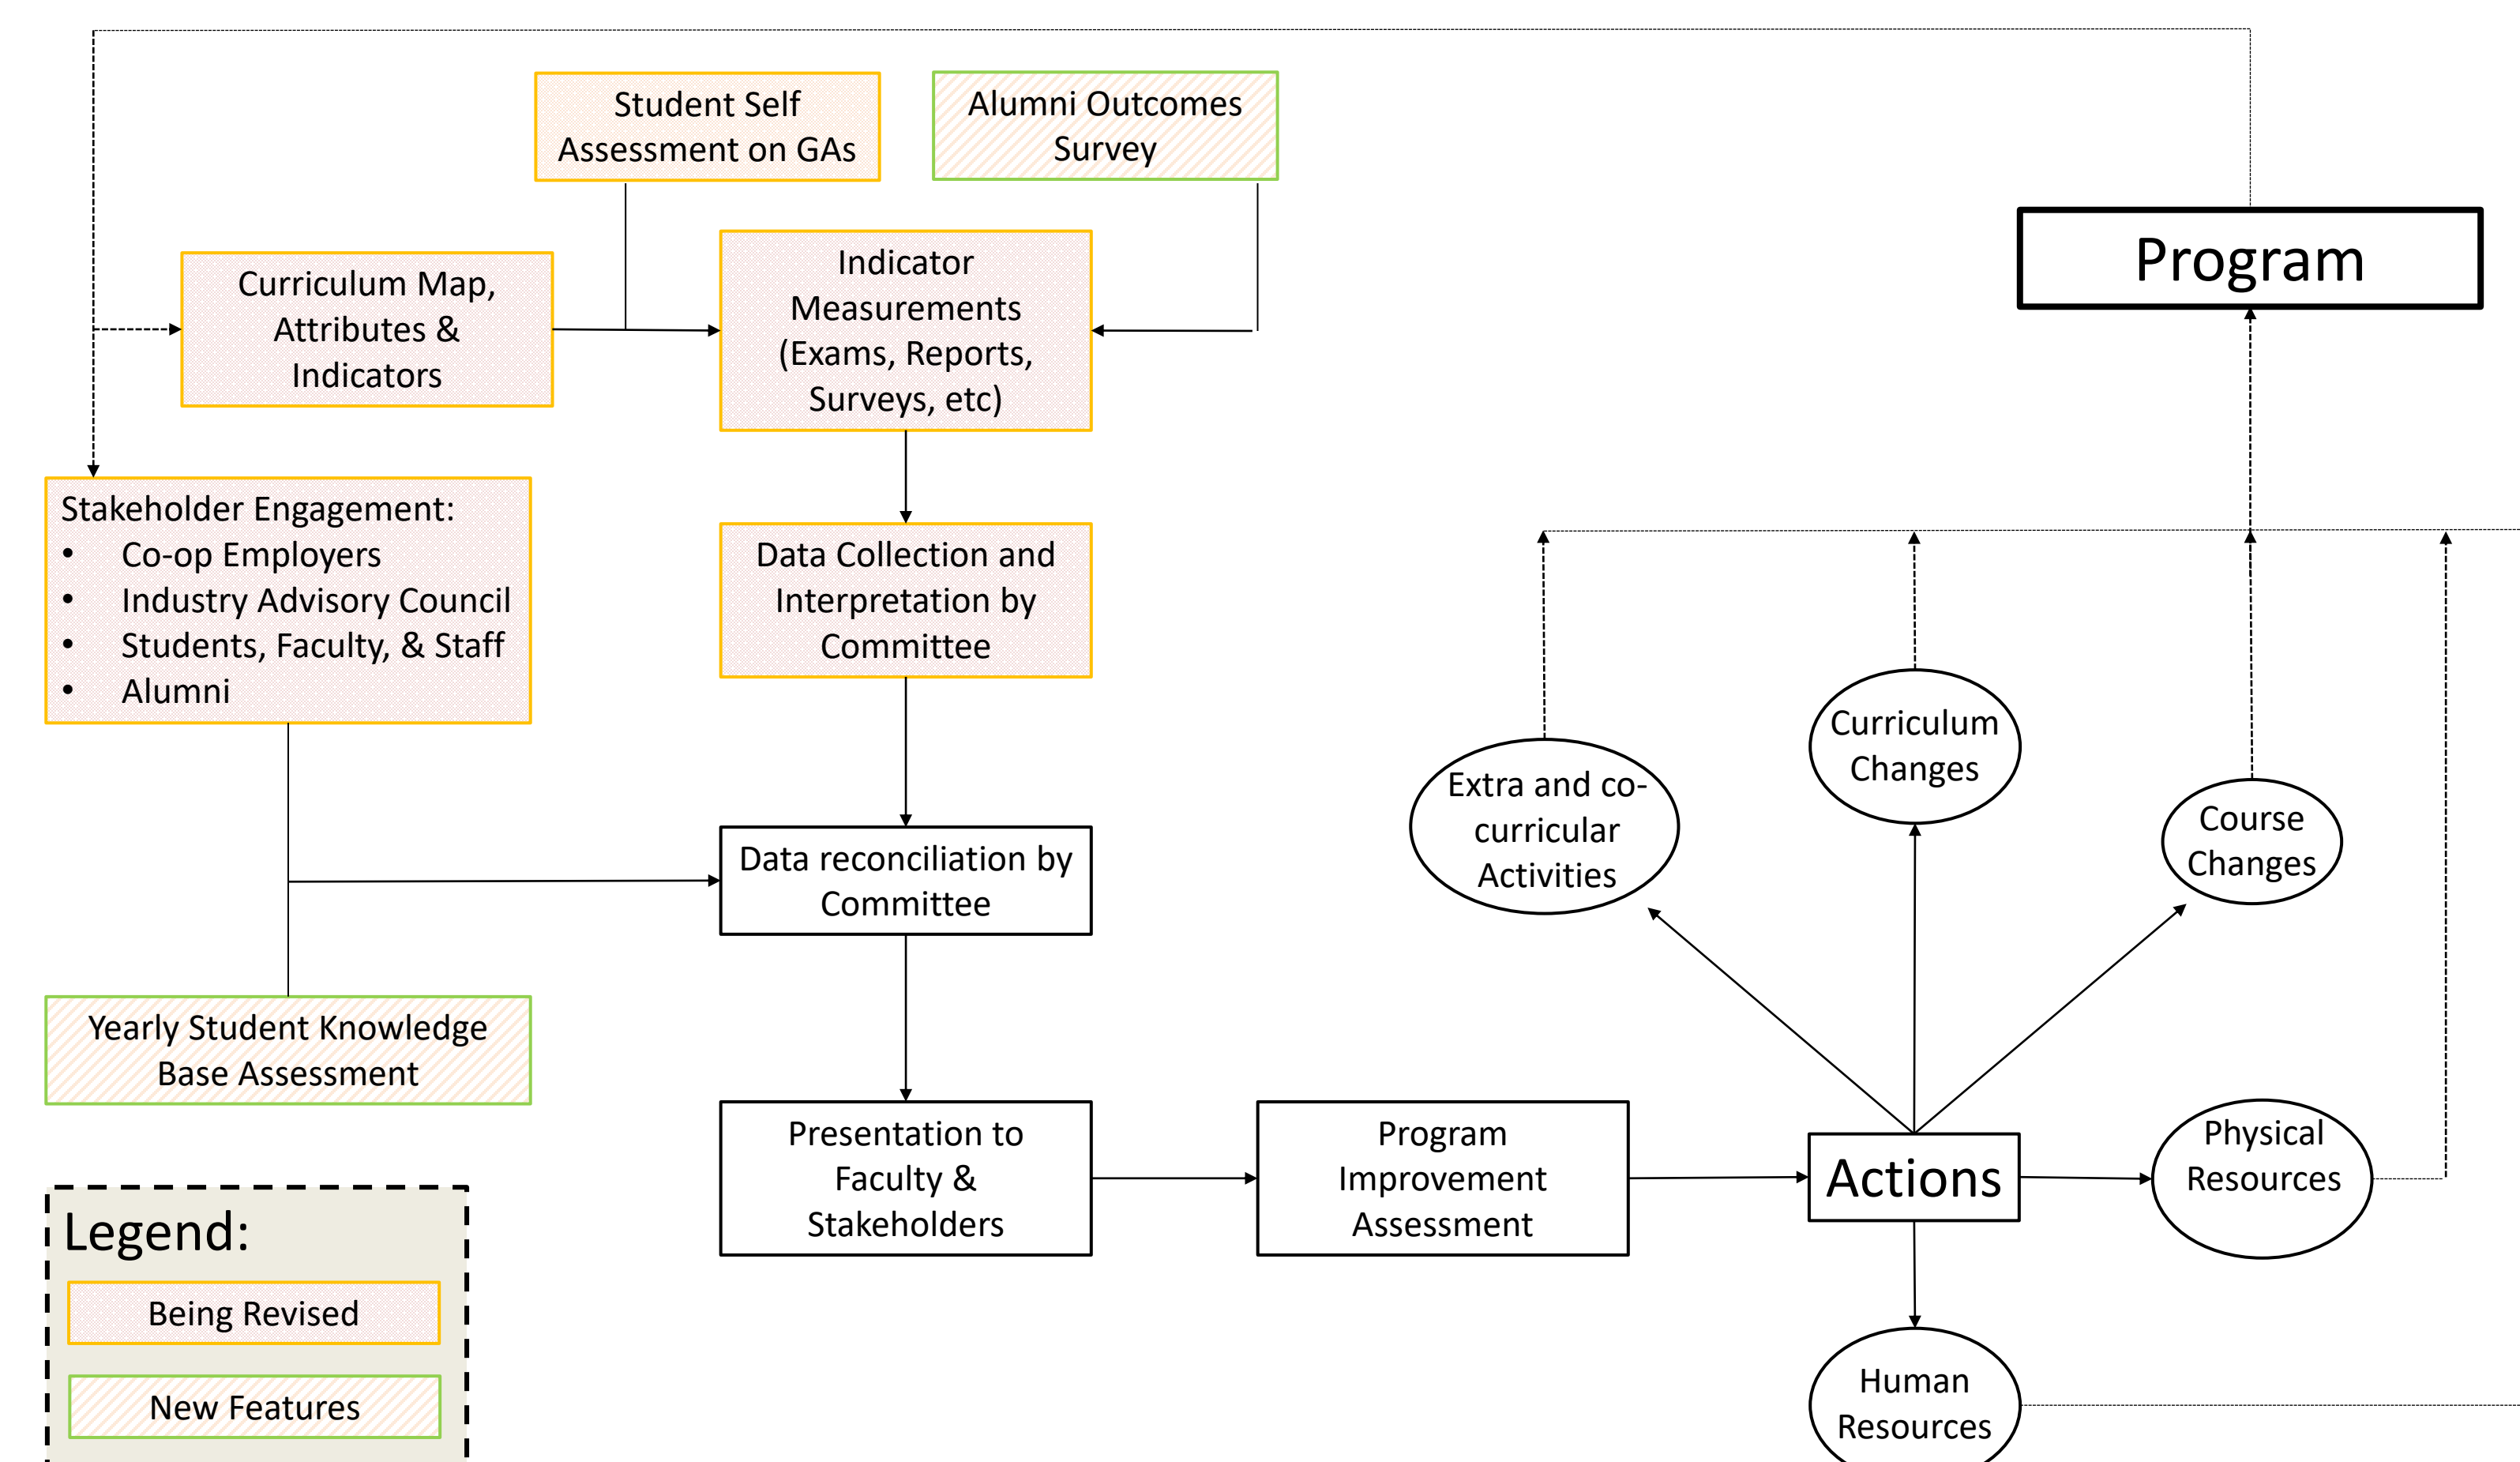 Student Self
Assessment on GAs
Alumni Outcomes
Survey
Program
Curriculum Map,
Attributes &
Indicators
Indicator
Measurements
(Exams, Reports,
Surveys, etc)
Stakeholder Engagement:
• Co-op Employers
• Industry Advisory Council
• Students, Faculty, & Staff
• Alumni
Data Collection and
Interpretation by
Committee
Curriculum
Changes
Extra and co-
curricular
Activities
Course
Changes
Data reconciliation by
Committee
Yearly Student Knowledge
Base Assessment
Presentation to
Faculty &
Stakeholders
Program
Improvement
Assessment
Actions
Physical
Resources
Human
Resources
Legend:
Being Revised
New Features